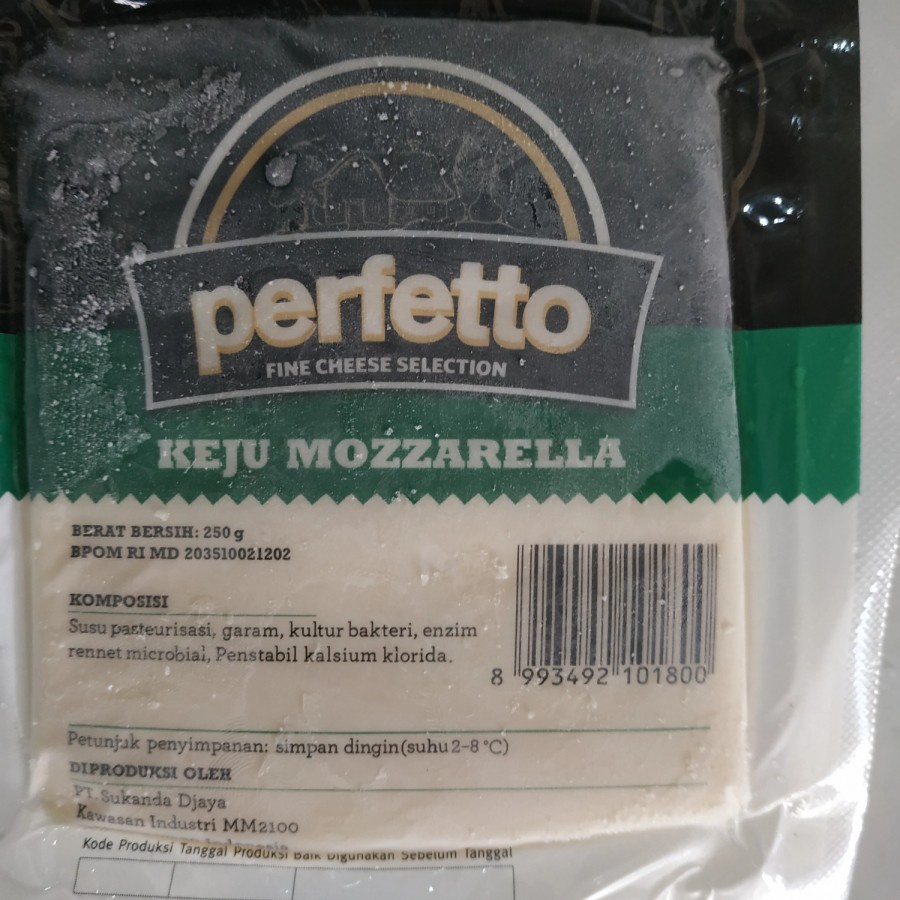 perfetto
FINE CHEESE SELECTION
KEJU MOZZARELLA
BERAT BERSIH: 250 g
BPOM RI MD 203510021202
KOMPOSISI
Susu pasteurisasi, garam, kultur bakteri, enzim
rennet microbial, Penstabil kalsium klorida.
8 993492 101800
Petunjuk penyimpanan: simpan dingin(suhu 2-8 °C)
DIPRODUKSI OLEH
PT. Sukanda Djaya
Kawasan Industri MM2100
Kode Produksi Tanggal Produksi Baik Digunakan Sebelum Tanggal